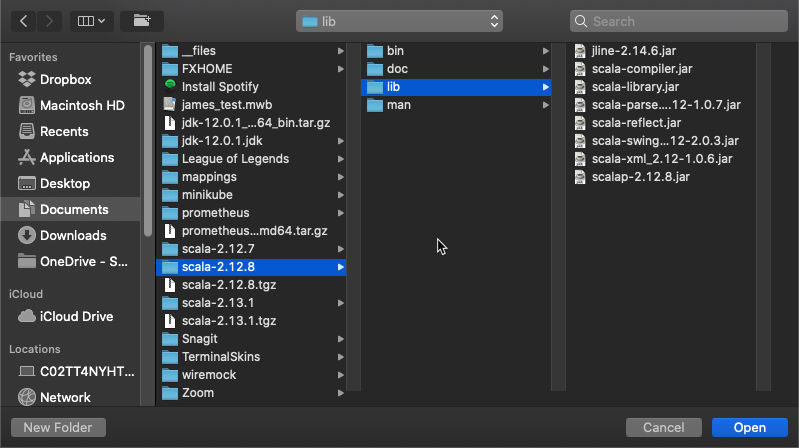 lib
Search
Favorites
Dropbox
Macintosh HD
Recents
Applications
Desktop
Documents
Downloads
OneDrive - S...
iCloud
iCloud Drive
Locations
C02TT4NYHT...
Network
__files
FXHOME
Install Spotify
james_test.mwb
jdk-12.0.1_...64_bin.tar.gz
jdk-12.0.1.jdk
League of Legends
mappings
minikube
prometheus
prometheus...md64.tar.gz
scala-2.12.7
scala-2.12.8
scala-2.12.8.tgz
scala-2.13.1
scala-2.13.1.tgz
Snagit
TerminalSkins
wiremock
Zoom
bin
doc
lib
man
jline-2.14.6.jar
scala-compiler.jar
scala-library.jar
scala-parse....12-1.0.7.jar
scala-reflect.jar
scala-swing...12-2.0.3.jar
scala-xml_2.12-1.0.6.jar
scalap-2.12.8.jar
New Folder
Cancel
Open